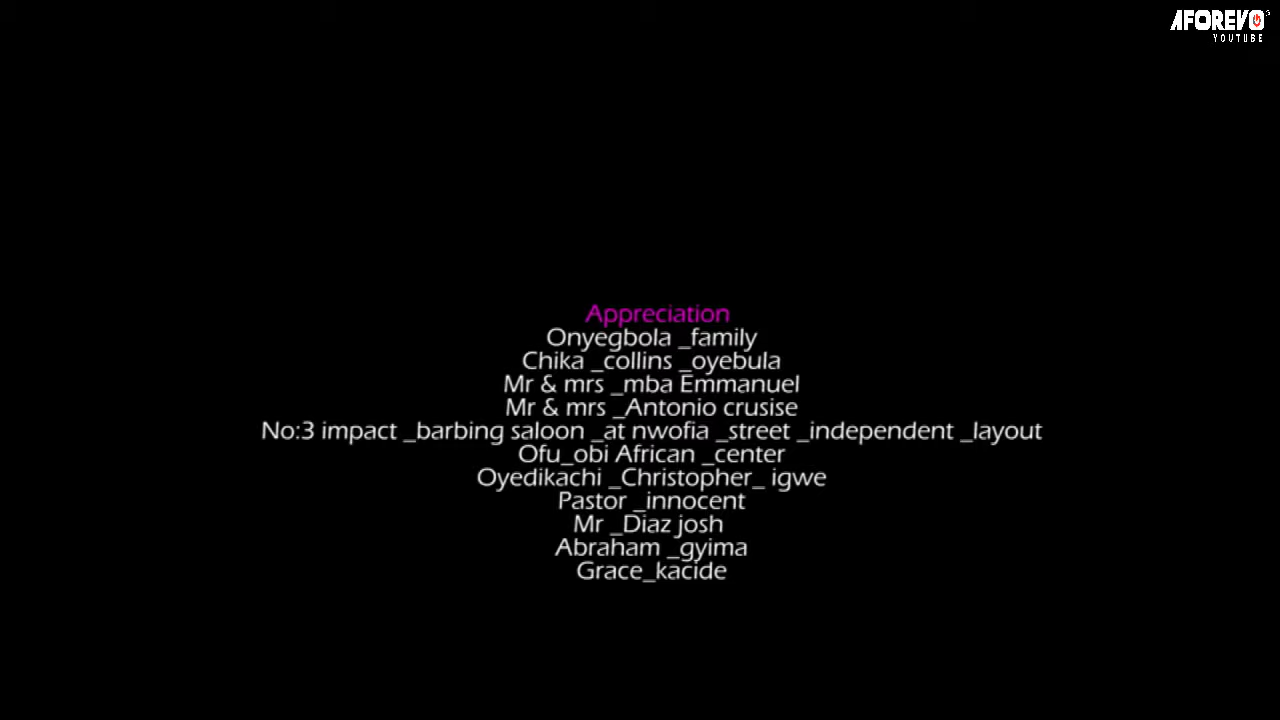 AFOREVO
YOUTUBE
Appreciation
Onyegbola _family
Chika _collins _oyebula
Mr & mrs _mba Emmanuel
Mr & mrs _Antonio crusise
No:3 impact _barbing saloon _at nwofia _street _independent _layout
Ofu_obi African _center
Oyedikachi _Christopher_ igwe
Pastor _innocent
Mr _Diaz josh
Abraham _gyima
Grace_kacide